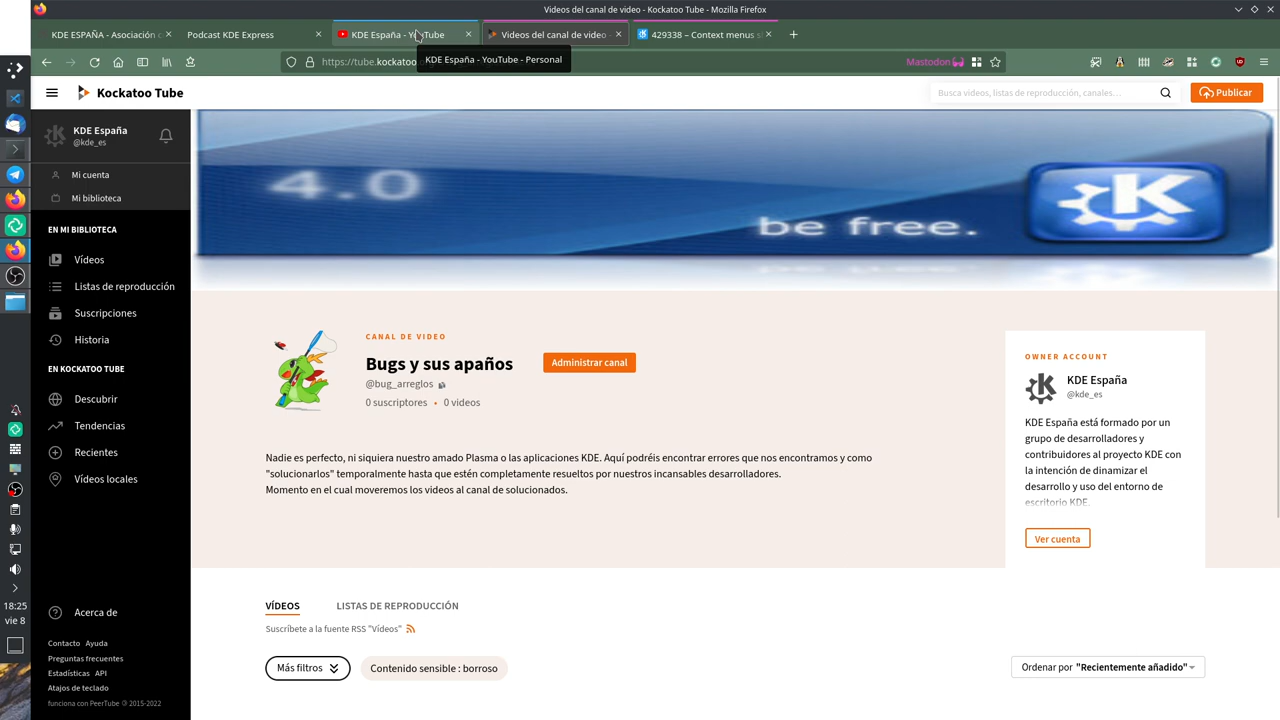 Videos del canal de video - Kockatoo Tube - Mozilla Firefox
KDE ESPAÑA - Asociación
Podcast KDE Express
KDE España - YouTube
Videos del canal de video -
429338 – Context menus s
https://tube.kockatoo
KDE España - YouTube - Personal
Mastodon
Kockatoo Tube
Busca videos, listas de reproducción, canales…
Publicar
KDE España
@kde_es
Mi cuenta
Mi biblioteca
EN MI BIBLIOTECA
Vídeos
Listas de reproducción
Suscripciones
Historia
EN KOCKATOO TUBE
Descubrir
Tendencias
Recientes
Vídeos locales
Acerca de
Contacto Ayuda
Preguntas frecuentes
Estadísticas API
Atajos de teclado
funciona con PeerTube © 2015-2022
18:25
vie 8
4.0
be free.
CANAL DE VIDEO
Bugs y sus apaños
Administrar canal
@bug_arreglos
0 suscriptores • 0 videos
Nadie es perfecto, ni siquiera nuestro amado Plasma o las aplicaciones KDE. Aquí podréis encontrar errores que nos encontramos y como
"solucionarlos" temporalmente hasta que estén completamente resueltos por nuestros incansables desarrolladores.
Momento en el cual moveremos los videos al canal de solucionados.
OWNER ACCOUNT
KDE España
@kde_es
KDE España está formado por un
grupo de desarrolladores y
contribuidores al proyecto KDE con
la intención de dinamizar el
desarrollo y uso del entorno de
escritorio KDE.
Ver cuenta
VÍDEOS
LISTAS DE REPRODUCCIÓN
Suscríbete a la fuente RSS "Vídeos"
Más filtros
Contenido sensible : borroso
Ordenar por "Recientemente añadido"